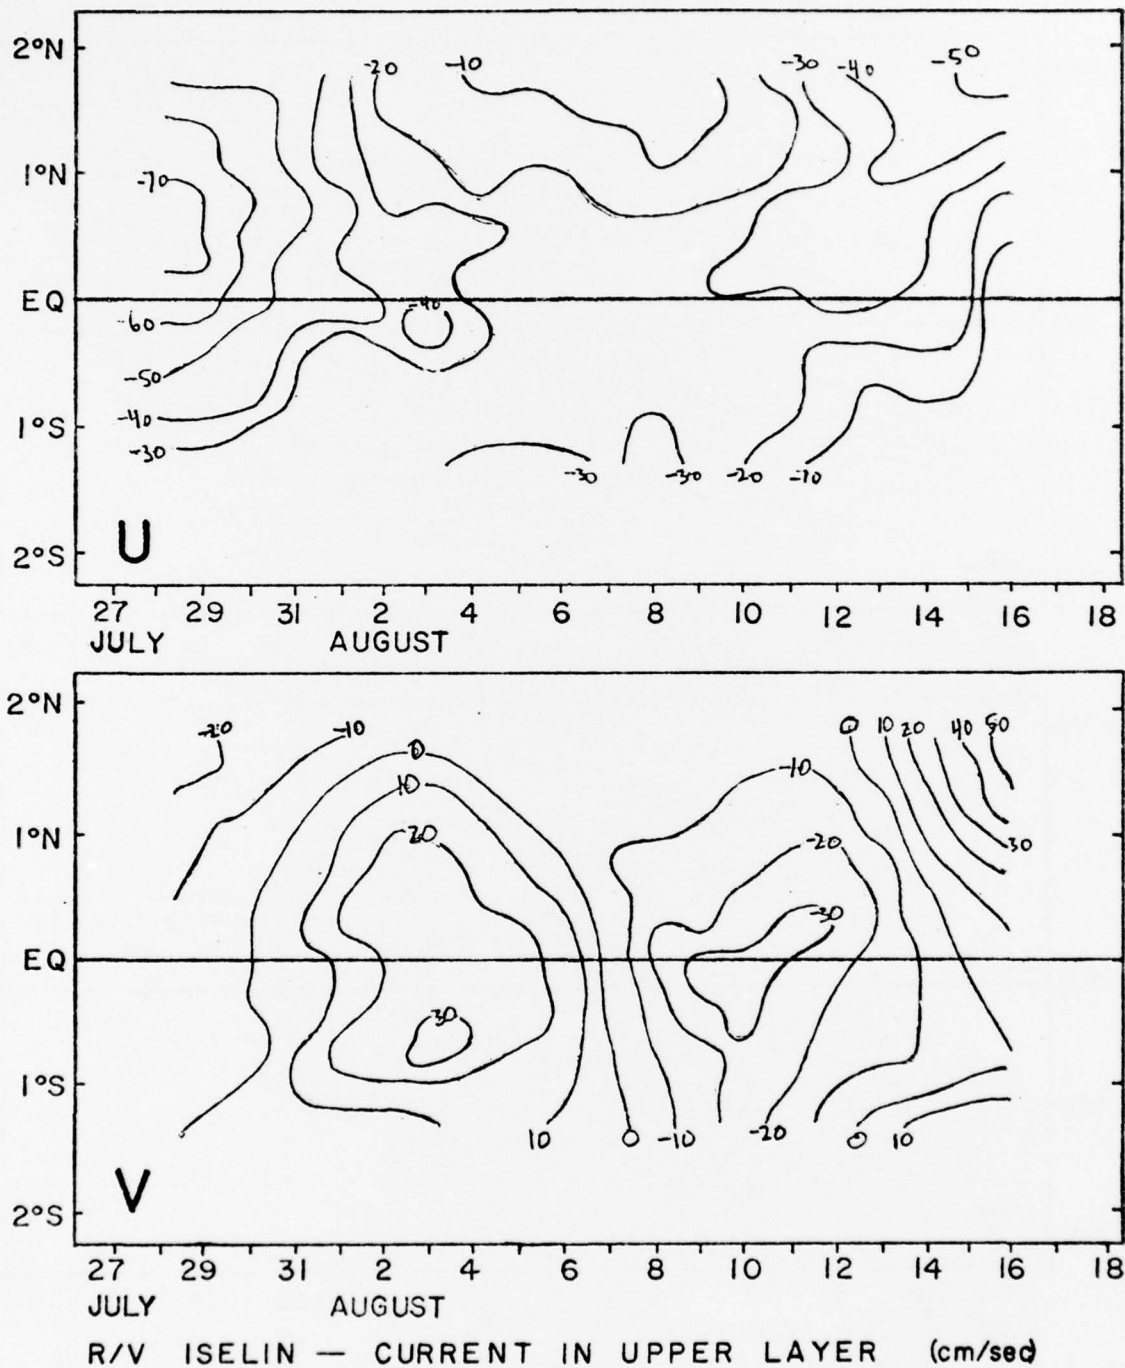 2°N
-20 -10 -30 -40 -50
1°N
-70
EQ
-40
-60
-50
-40
1°S
-30
-30 -30 -20 -10
U
2°S
27 29 31 2 4 6 8 10 12 14 16 18
JULY AUGUST
2°N
-20 -10 0 -10 0 10 20 40 50
10
1°N
20 -20 30
-30
EQ
30
1°S
10 0 -10 -20 0 10
V
2°S
27 29 31 2 4 6 8 10 12 14 16 18
JULY AUGUST
R/V ISELIN — CURRENT IN UPPER LAYER (cm/sec)